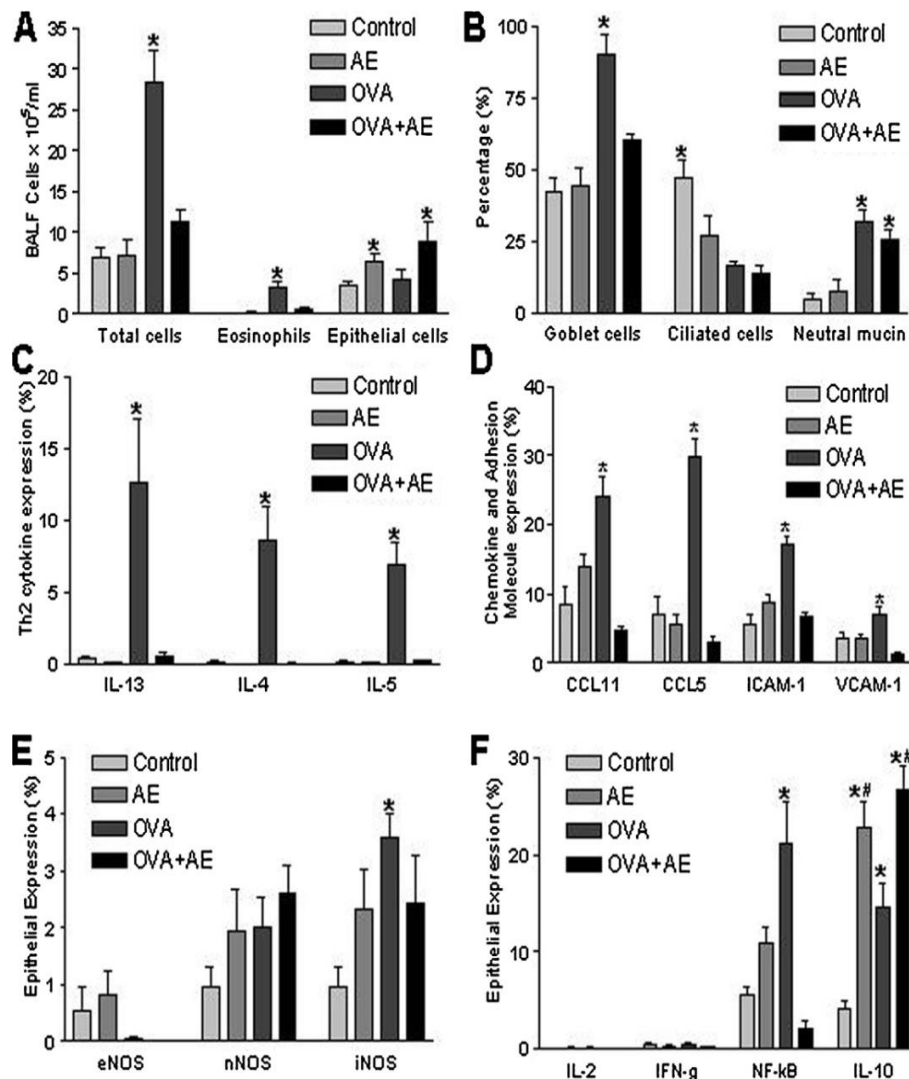 A
BALF Cells × 10⁵/ml
35
30
25
20
15
10
5
0
Control
AE
OVA
OVA+AE
*
*
*
*
Total cells
Eosinophils
Epithelial cells
B
Percentage (%)
100
75
50
25
0
Control
AE
OVA
OVA+AE
*
*
*
*
Goblet cells
Ciliated cells
Neutral mucin
C
Th2 cytokine expression (%)
20
15
10
5
0
Control
AE
OVA
OVA+AE
*
*
*
IL-13
IL-4
IL-5
D
Chemokine and Adhesion
Molecule expression (%)
40
30
20
10
0
Control
AE
OVA
OVA+AE
*
*
*
*
CCL11
CCL5
ICAM-1
VCAM-1
E
Epithelial Expression (%)
5
4
3
2
1
0
Control
AE
OVA
OVA+AE
*
eNOS
nNOS
iNOS
F
Epithelial Expression (%)
30
20
10
0
Control
AE
OVA
OVA+AE
*
*#
*
*#
IL-2
IFN-g
NF-kB
IL-10